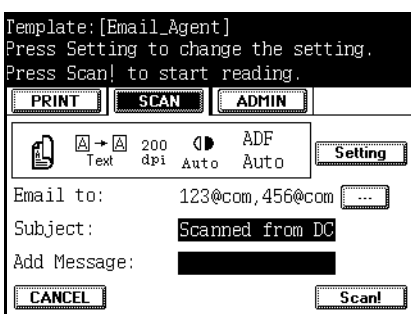 Template:[Email_Agent]
Press Setting to change the setting.
Press Scan! to start reading.
PRINT SCAN ADMIN
A→A 200 ADF
Text dpi Auto Auto Setting
Email to: 123@com,456@com ...
Subject: Scanned from DC
Add Message:
CANCEL Scan!